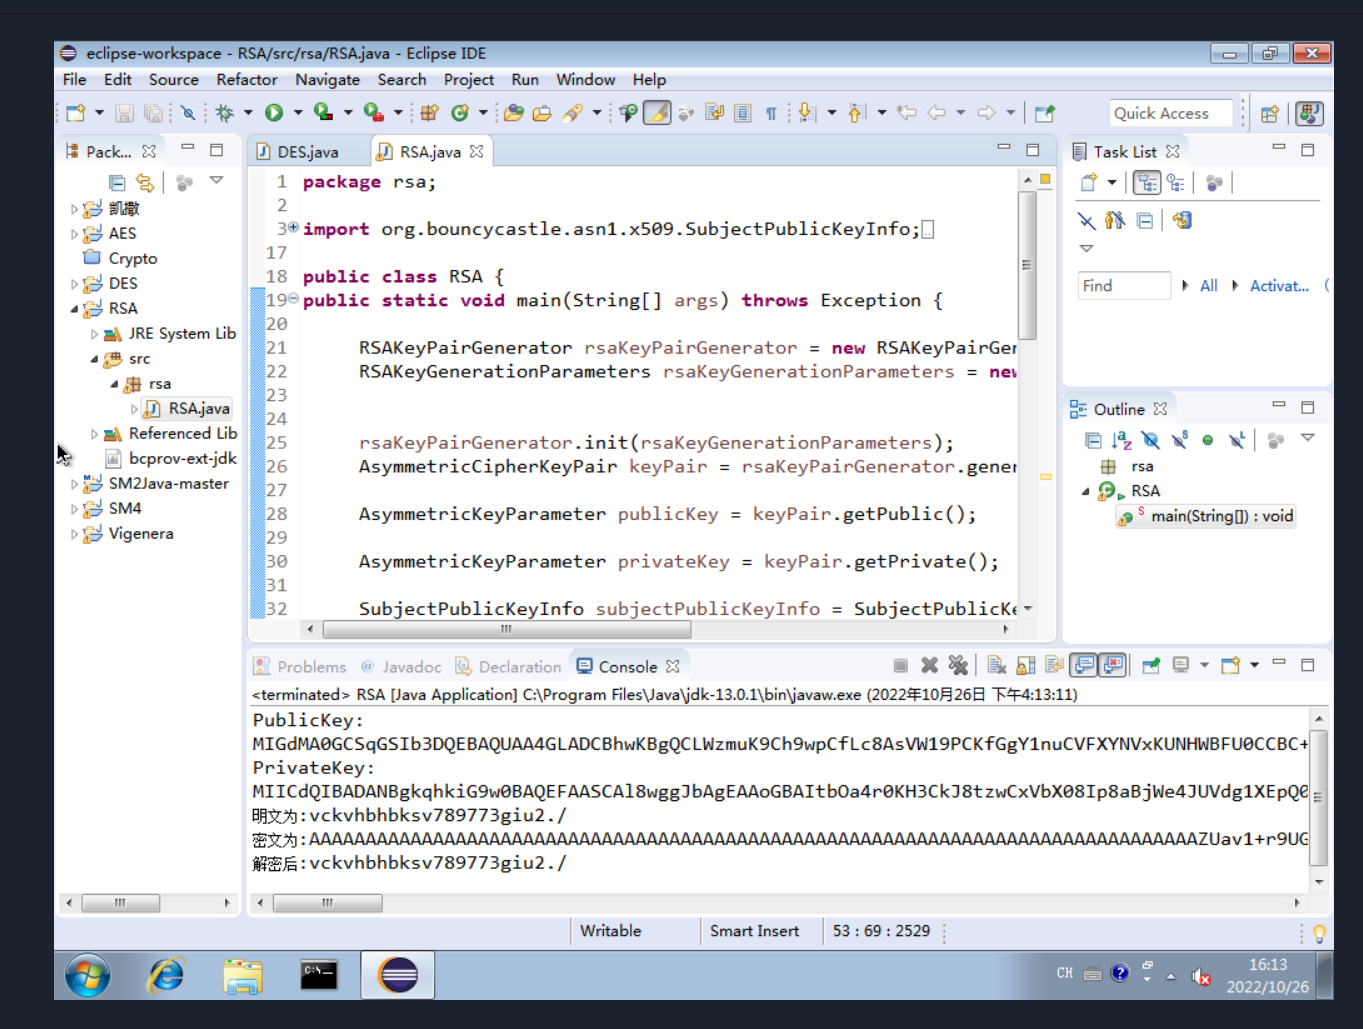 eclipse-workspace - RSA/src/rsa/RSA.java - Eclipse IDE
File Edit Source Refactor Navigate Search Project Run Window Help
Quick Access
Pack...
凯撒
AES
Crypto
DES
RSA
JRE System Lib
src
rsa
RSA.java
Referenced Lib
bcprov-ext-jdk
SM2Java-master
SM4
Vigenera
DES.java RSA.java
1 package rsa;
2
3 import org.bouncycastle.asn1.x509.SubjectPublicKeyInfo;
17
18 public class RSA {
19 public static void main(String[] args) throws Exception {
20
21 RSAKeyPairGenerator rsaKeyPairGenerator = new RSAKeyPairGer
22 RSAKeyGenerationParameters rsaKeyGenerationParameters = new
23
24
25 rsaKeyPairGenerator.init(rsaKeyGenerationParameters);
26 AsymmetricCipherKeyPair keyPair = rsaKeyPairGenerator.gener
27
28 AsymmetricKeyParameter publicKey = keyPair.getPublic();
29
30 AsymmetricKeyParameter privateKey = keyPair.getPrivate();
31
32 SubjectPublicKeyInfo subjectPublicKeyInfo = SubjectPublicKe
Task List
Find All Activat...
Outline
rsa
RSA
main(String[]) : void
Problems @ Javadoc Declaration Console
<terminated> RSA [Java Application] C:\Program Files\Java\jdk-13.0.1\bin\javaw.exe (2022年10月26日 下午4:13:11)
PublicKey:
MIGdMA0GCSqGSIb3DQEBAQUAA4GLADCBhwKBgQCLWzmuK9Ch9wpCfLc8AsVW19PCKfGgY1nuCVFXYNVxKUNHWBFU0CCBC+
PrivateKey:
MIICdQIBADANBgkqhkiG9w0BAQEFAASCAl8wggJbAgEAAoGBAItbOa4r0KH3CkJ8tzwCxVbX08Ip8aBjWe4JUVdg1XEpQ0
明文为:vckvhbhbksv789773giu2./
密文为:AAAAAAAAAAAAAAAAAAAAAAAAAAAAAAAAAAAAAAAAAAAAAAAAAAAAAAAAAAAAAAAAAAAAAAAAAAAAAAAZUav1+r9UG
解密后:vckvhbhbksv789773giu2./
Writable Smart Insert 53 : 69 : 2529
C:\_
CH
16:13
2022/10/26